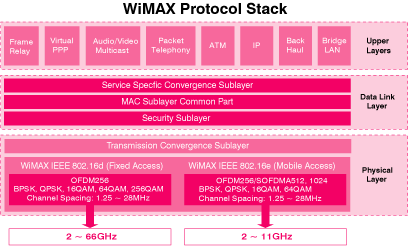 WiMAX Protocol Stack
Frame Relay
Virtual PPP
Audio/Video Multicast
Packet Telephony
ATM
IP
Back Haul
Bridge LAN
Upper Layers
Service Specfic Convergence Sublayer
MAC Sublayer Common Part
Security Sublayer
Data Link Layer
Transmission Convergence Sublayer
WiMAX IEEE 802.16d (Fixed Access)
OFDM256
BPSK, QPSK, 16QAM, 64QAM, 256QAM
Channel Spacing: 1.25 ~ 28MHz
WiMAX IEEE 802.16e (Mobile Access)
OFDM256/SOFDMA512, 1024
BPSK, QPSK, 16QAM, 64QAM
Channel Spacing: 1.25 ~ 28MHz
Physical Layer
2 ~ 66GHz
2 ~ 11GHz